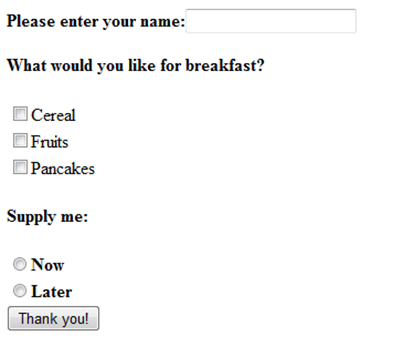 Please enter your name:
What would you like for breakfast?
Cereal
Fruits
Pancakes
Supply me:
Now
Later
Thank you!